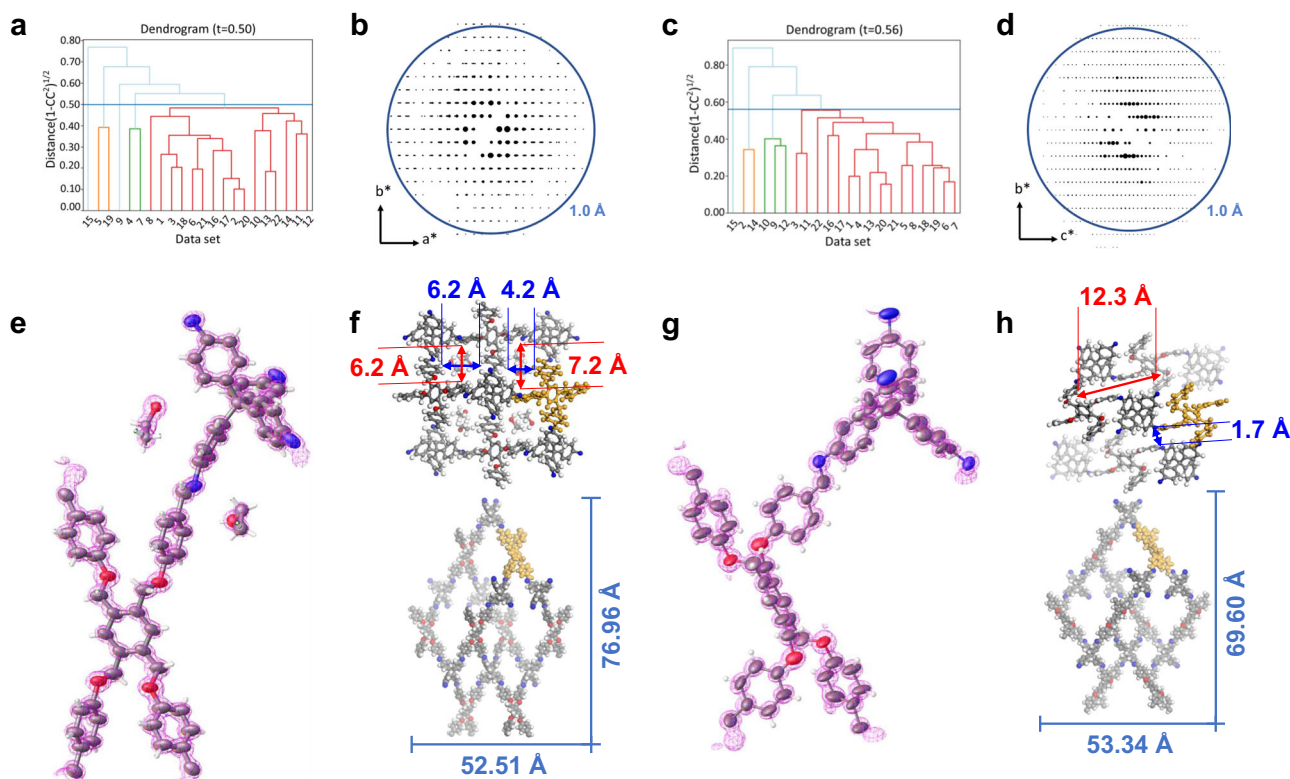 a
Dendrogram (t=0.50)
Distance(1-CC²)¹/²
0.80
0.70
0.60
0.50
0.40
0.30
0.20
0.10
0.00
15 5 19 9 4 7 8 1 3 18 6 21 16 17 2 20 10 13 22 14 11 12
Data set
b
b*
a*
1.0 Å
c
Dendrogram (t=0.56)
Distance(1-CC²)¹/²
0.80
0.60
0.40
0.20
0.00
15 2 14 10 9 12 3 11 22 16 17 1 4 13 20 21 5 8 18 19 6 7
Data set
d
b*
c*
1.0 Å
e
f
6.2 Å 4.2 Å
6.2 Å
7.2 Å
76.96 Å
52.51 Å
g
h
12.3 Å
1.7 Å
69.60 Å
53.34 Å